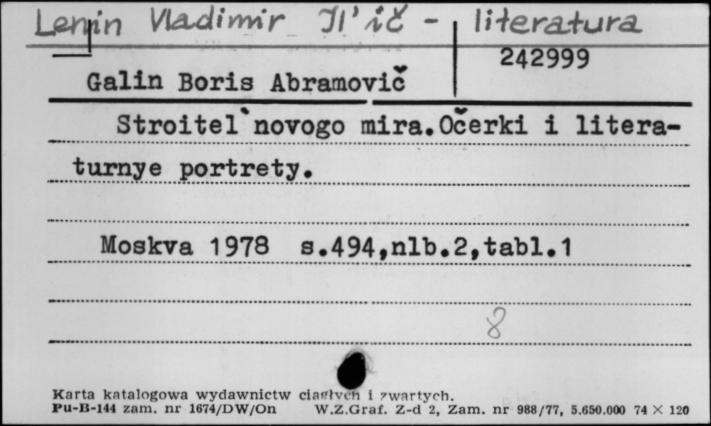 Lenin Vladimir Il'ič - literatura
242999
Galin Boris Abramovič
Stroitel`novogo mira.Očerki i litera-
turnye portrety.
Moskva 1978 s.494,nlb.2,tabl.1
8
Karta katalogowa wydawnictw ciągłych i zwartych.
Pu-B-144 zam. nr 1674/DW/On W.Z.Graf. Z-d 2, Zam. nr 988/77, 5.650.000 74 × 120